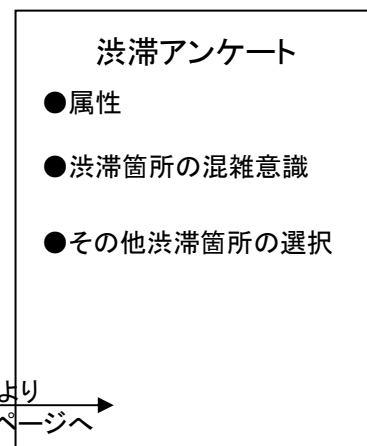 渋滞アンケート
●属性
●渋滞箇所の混雑意識
●その他渋滞箇所の選択
より
ページへ